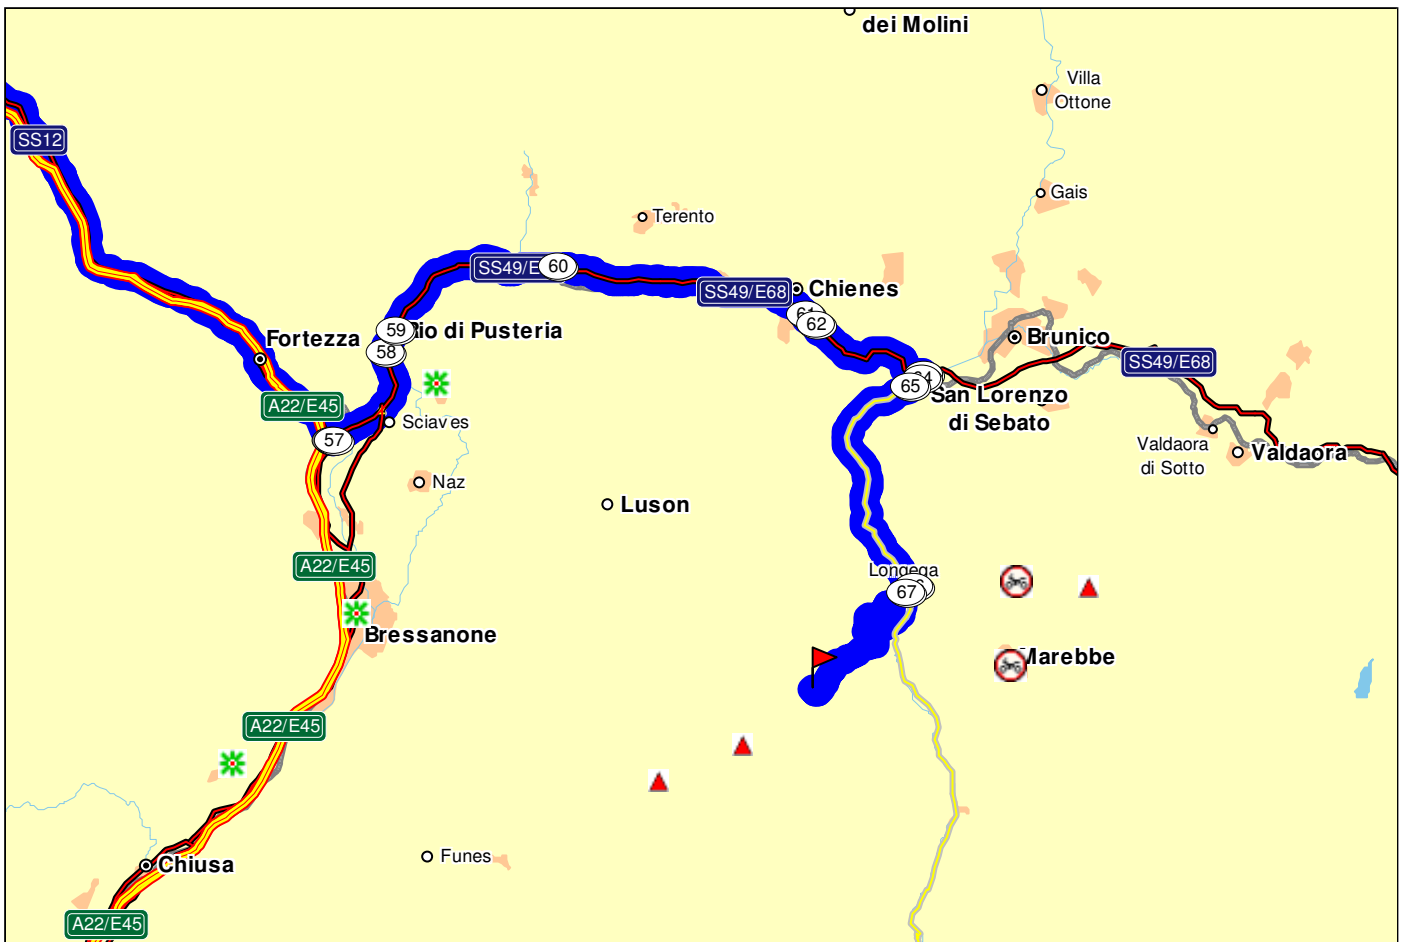 dei Molini
Villa
Ottone
SS12
Gais
Terento
SS49/E
60
SS49/E68
Chienes
61
62
59
Rio di Pusteria
58
Fortezza
Brunico
SS49/E68
64
65
San Lorenzo
di Sebato
A22/E45
57
Sciaves
Valdaora
di Sotto
Valdaora
Naz
Luson
A22/E45
Longega
67
Bressanone
Marebbe
A22/E45
Chiusa
Funes
A22/E45